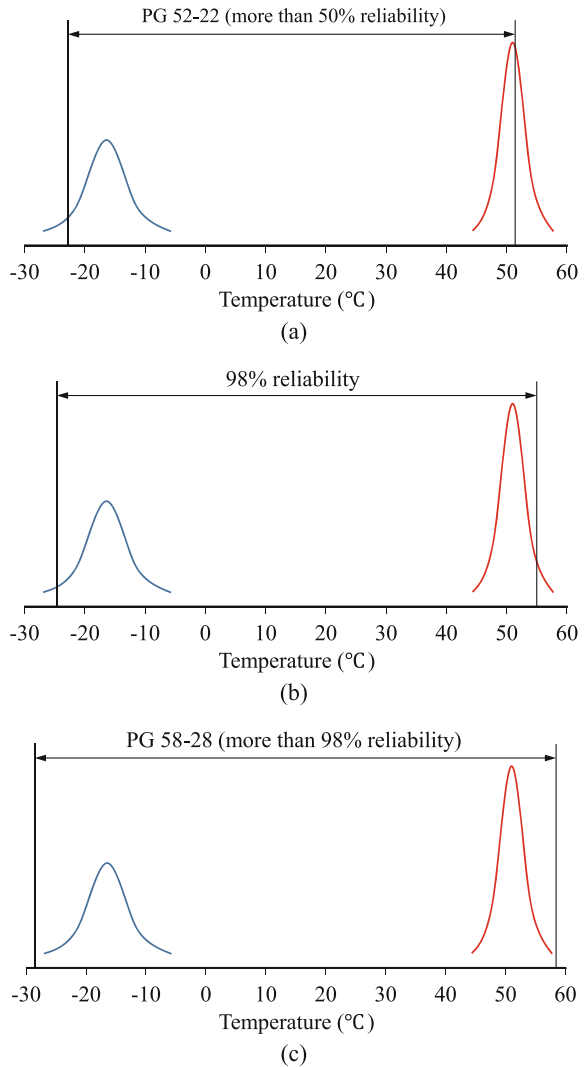 PG 52-22 (more than 50% reliability)
-30 -20 -10 0 10 20 30 40 50 60
Temperature (℃)
(a)
98% reliability
-30 -20 -10 0 10 20 30 40 50 60
Temperature (℃)
(b)
PG 58-28 (more than 98% reliability)
-30 -20 -10 0 10 20 30 40 50 60
Temperature (℃)
(c)